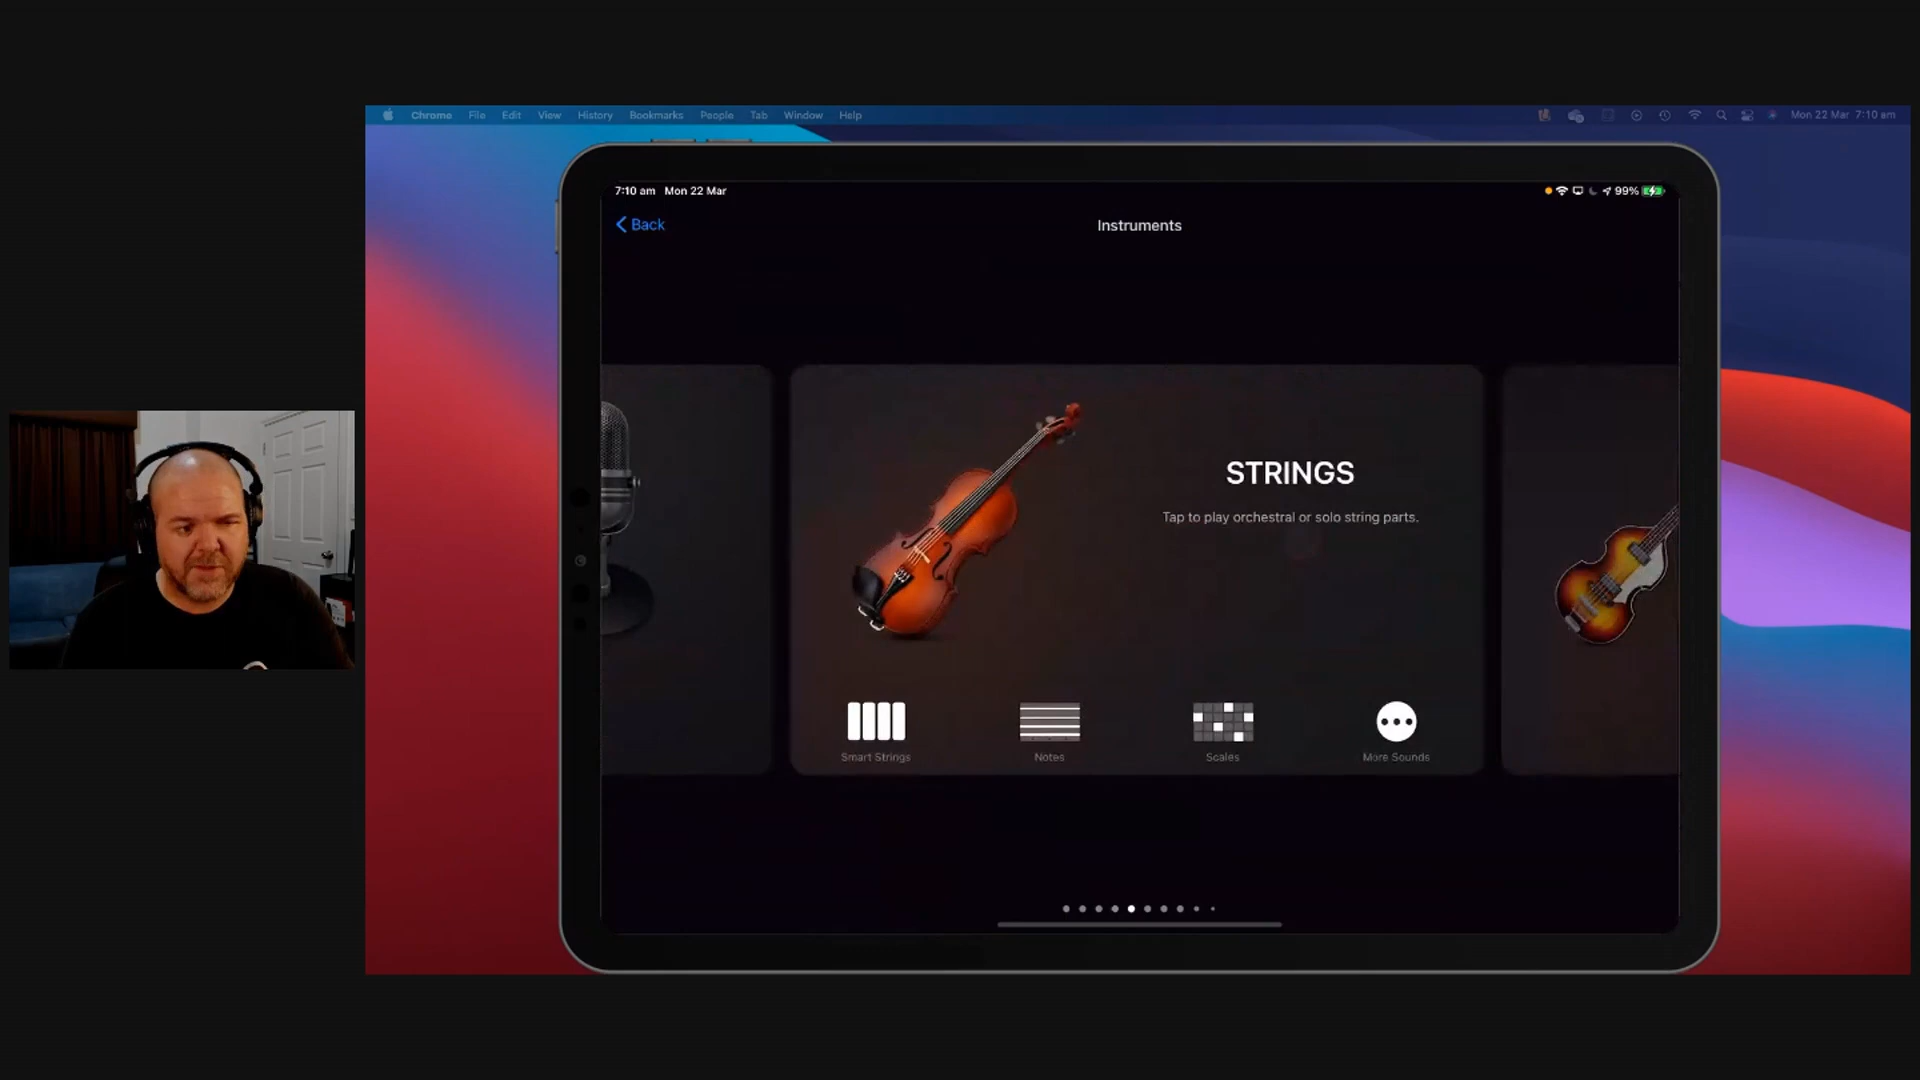 Chrome File Edit View History Bookmarks People Tab Window Help
Mon 22 Mar 7:10 am
7:10 am Mon 22 Mar
99%
Back
Instruments
STRINGS
Tap to play orchestral or solo string parts.
Smart Strings
Notes
Scales
More Sounds